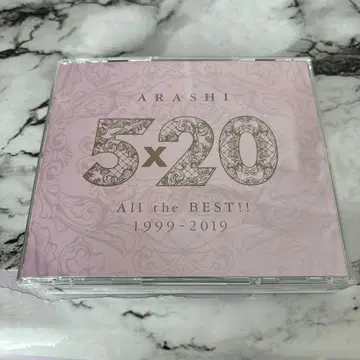 ARASHI
5x20
All the BEST!!
1999-2019